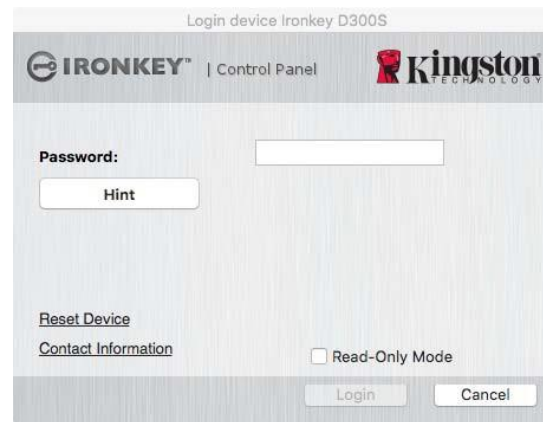 Login device Ironkey D300S
IRONKEY™ | Control Panel
Kingston
TECHNOLOGY
Password:
Hint
Reset Device
Contact Information
Read-Only Mode
Login Cancel